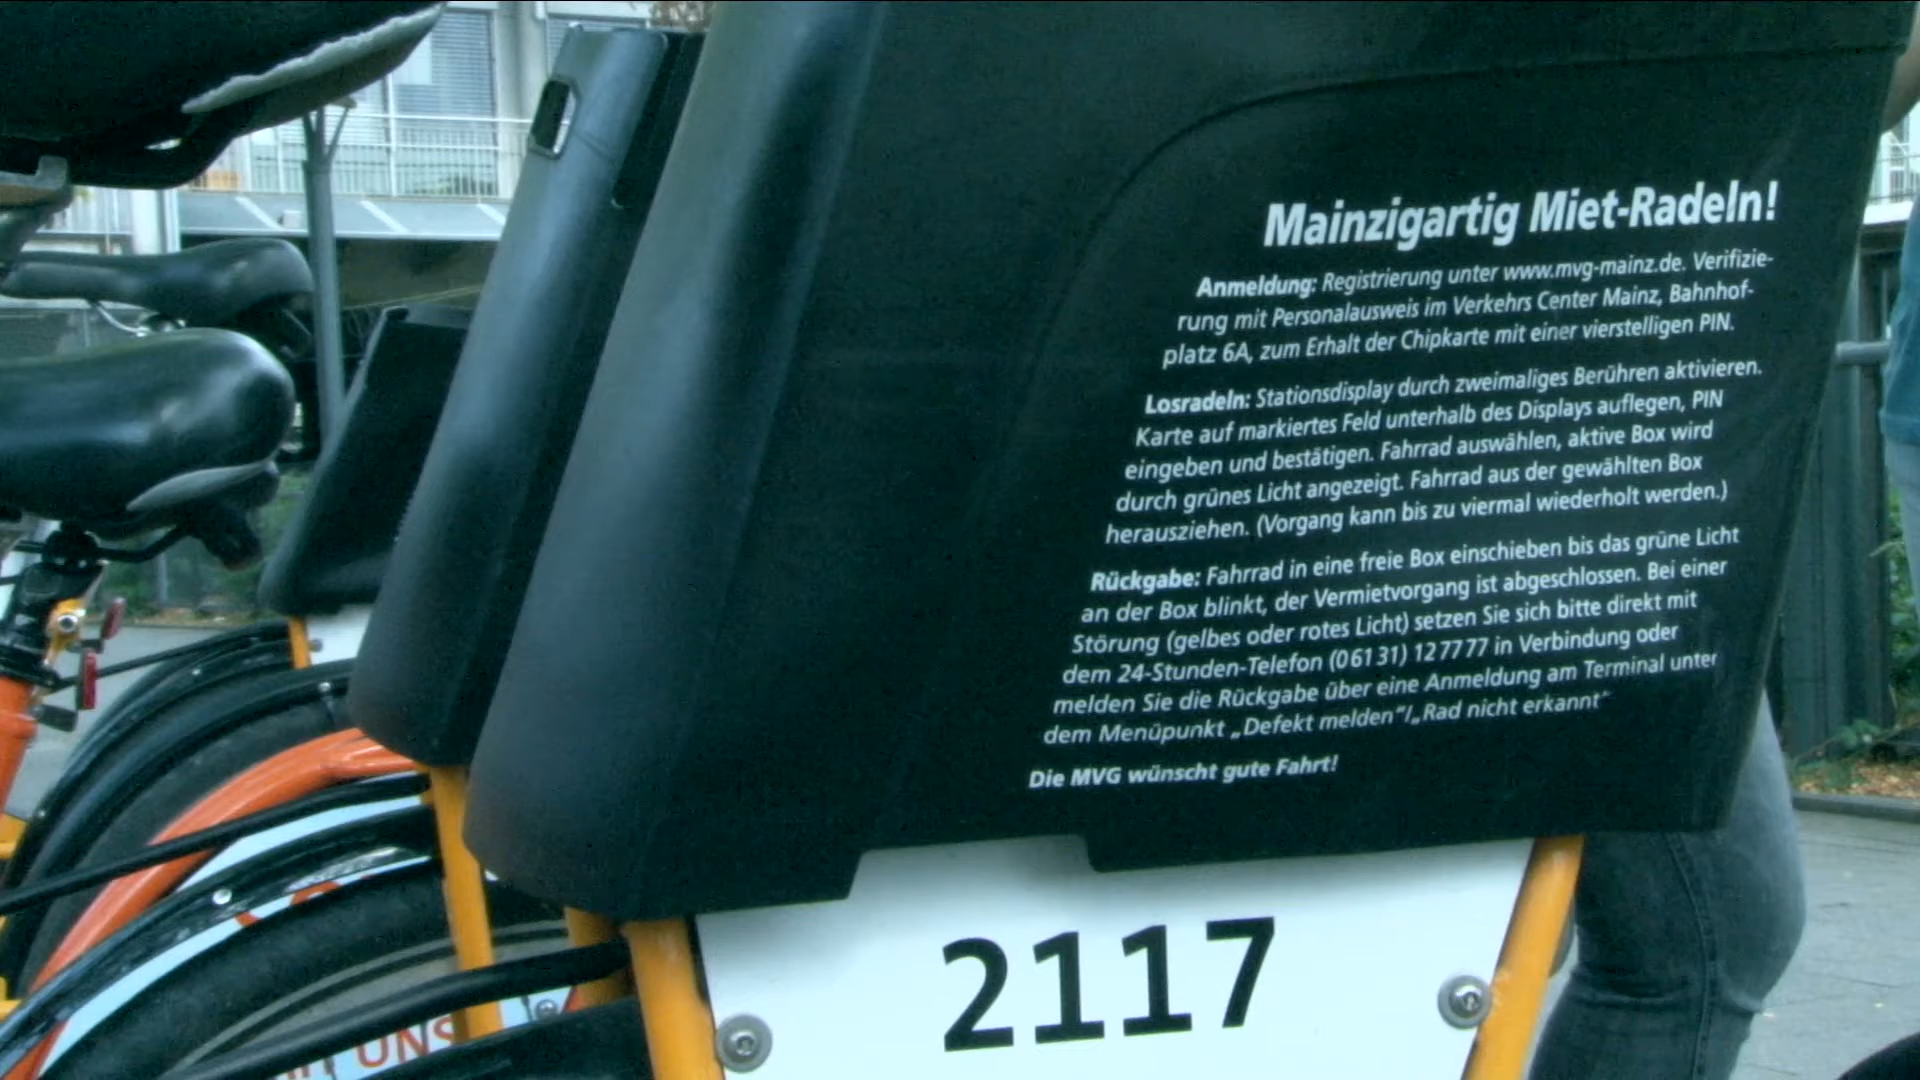 Mainzigartig Miet-Radeln!
Anmeldung: Registrierung unter www.mvg-mainz.de. Verifizie-
rung mit Personalausweis im Verkehrs Center Mainz, Bahnhof-
platz 6A, zum Erhalt der Chipkarte mit einer vierstelligen PIN.
Losradeln: Stationsdisplay durch zweimaliges Berühren aktivieren.
Karte auf markiertes Feld unterhalb des Displays auflegen, PIN
eingeben und bestätigen. Fahrrad auswählen, aktive Box wird
durch grünes Licht angezeigt. Fahrrad aus der gewählten Box
herausziehen. (Vorgang kann bis zu viermal wiederholt werden.)
Rückgabe: Fahrrad in eine freie Box einschieben bis das grüne Licht
an der Box blinkt, der Vermietvorgang ist abgeschlossen. Bei einer
Störung (gelbes oder rotes Licht) setzen Sie sich bitte direkt mit
dem 24-Stunden-Telefon (06131) 127777 in Verbindung oder
melden Sie die Rückgabe über eine Anmeldung am Terminal unter
dem Menüpunkt „Defekt melden“/„Rad nicht erkannt“
Die MVG wünscht gute Fahrt!
2117
UNS